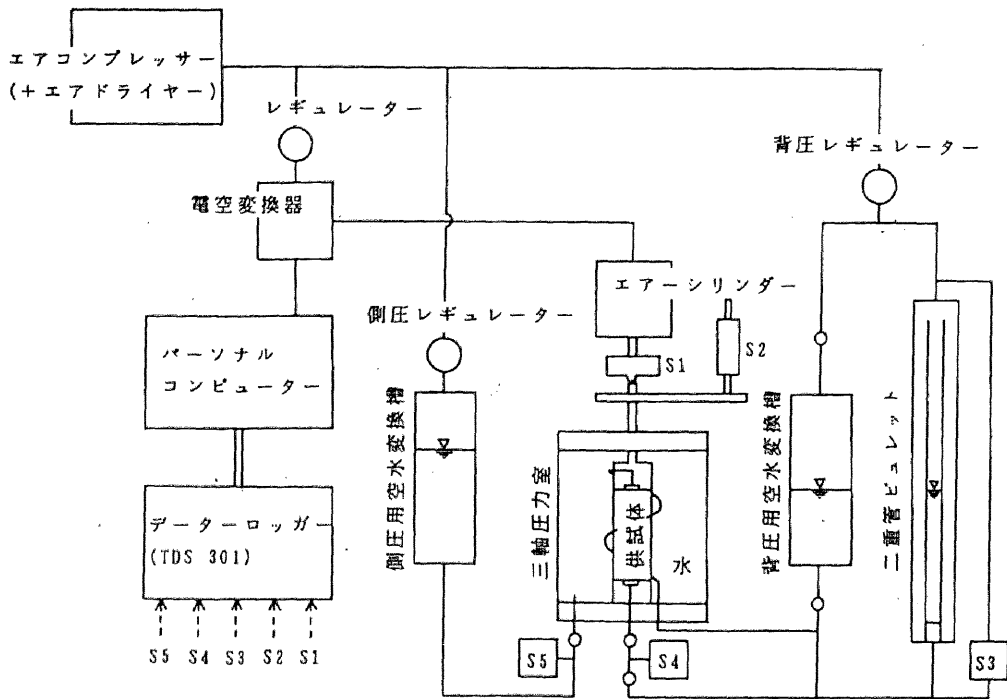 エアコンプレッサー
(+エアドライヤー)
レギュレーター
背圧レギュレーター
電空変換器
エアーシリンダー
側圧レギュレーター
S2
S1
パーソナル
コンピューター
側圧用空水変換槽
三軸圧力室
供試体
水
背圧用空水変換槽
二重管ビュレット
データーロッガー
(TDS 301)
S5 S4 S3 S2 S1
S5
S4
S3